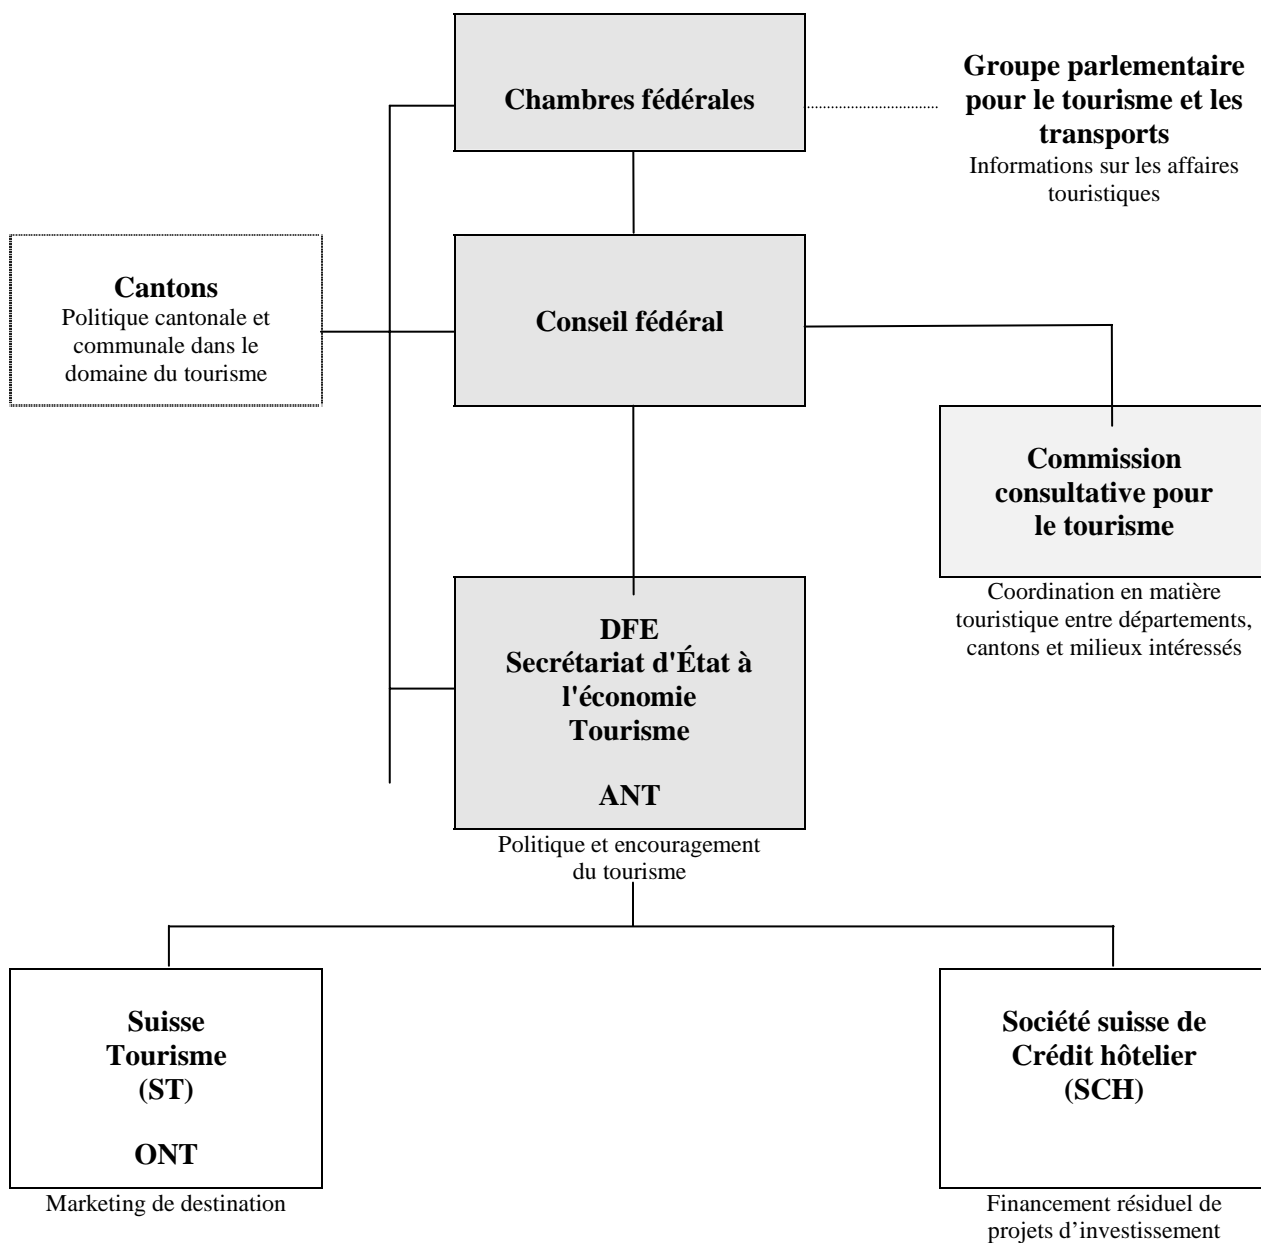 Chambres fédérales
Groupe parlementaire
pour le tourisme et les
transports
Informations sur les affaires
touristiques
Cantons
Politique cantonale et
communale dans le
domaine du tourisme
Conseil fédéral
Commission
consultative pour
le tourisme
Coordination en matière
touristique entre départements,
cantons et milieux intéressés
DFE
Secrétariat d'État à
l'économie
Tourisme
ANT
Politique et encouragement
du tourisme
Suisse
Tourisme
(ST)
ONT
Marketing de destination
Société suisse de
Crédit hôtelier
(SCH)
Financement résiduel de
projets d’investissement